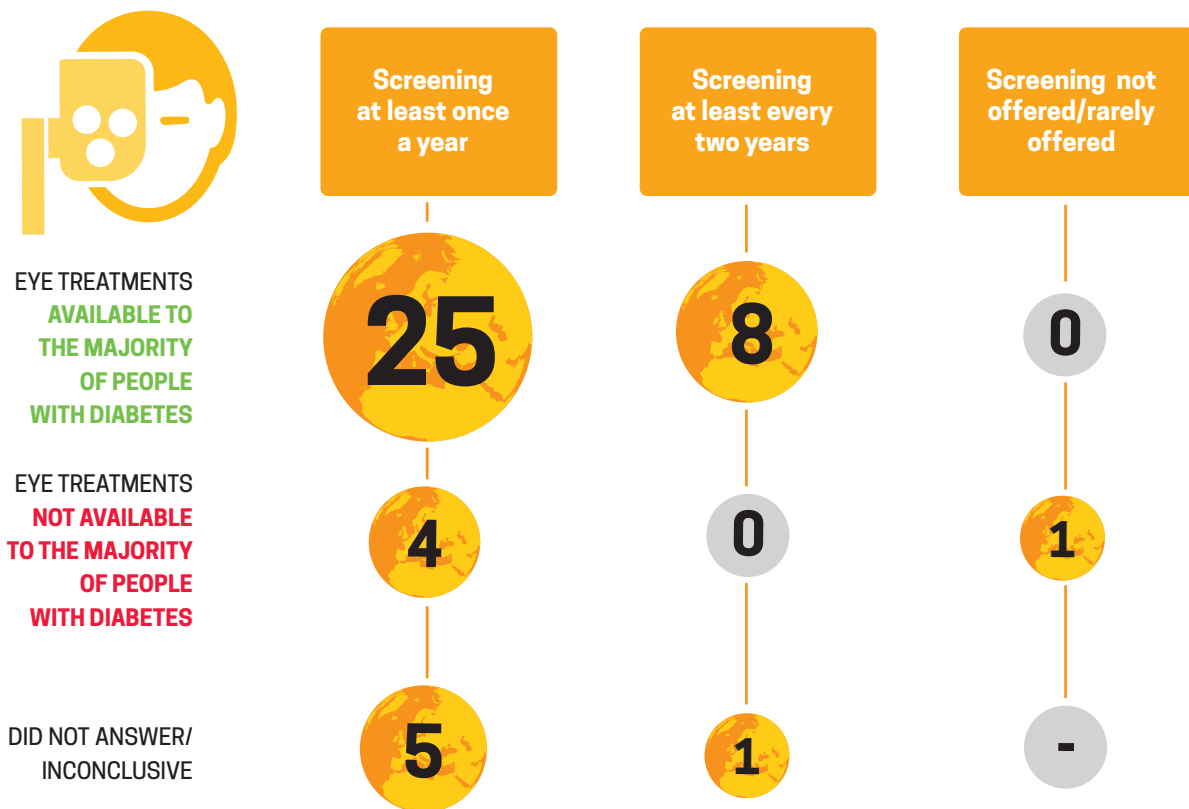 Screening
at least once
a year
Screening
at least every
two years
Screening not
offered/rarely
offered
EYE TREATMENTS
AVAILABLE TO
THE MAJORITY
OF PEOPLE
WITH DIABETES
25
8
0
EYE TREATMENTS
NOT AVAILABLE
TO THE MAJORITY
OF PEOPLE
WITH DIABETES
4
0
1
DID NOT ANSWER/
INCONCLUSIVE
5
1
-